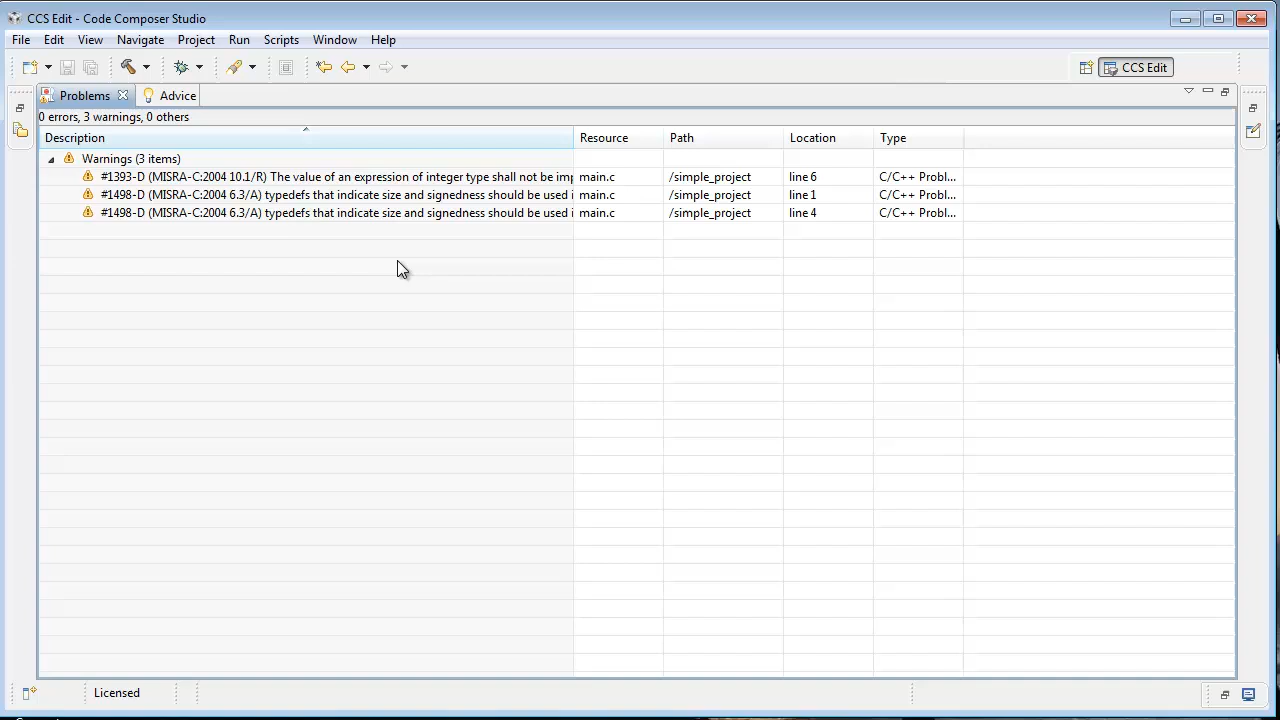 CCS Edit - Code Composer Studio
File Edit View Navigate Project Run Scripts Window Help
CCS Edit
Problems Advice
0 errors, 3 warnings, 0 others
Description Resource Path Location Type
Warnings (3 items)
#1393-D (MISRA-C:2004 10.1/R) The value of an expression of integer type shall not be imp main.c /simple_project line 6 C/C++ Probl...
#1498-D (MISRA-C:2004 6.3/A) typedefs that indicate size and signedness should be used i main.c /simple_project line 1 C/C++ Probl...
#1498-D (MISRA-C:2004 6.3/A) typedefs that indicate size and signedness should be used i main.c /simple_project line 4 C/C++ Probl...
Licensed